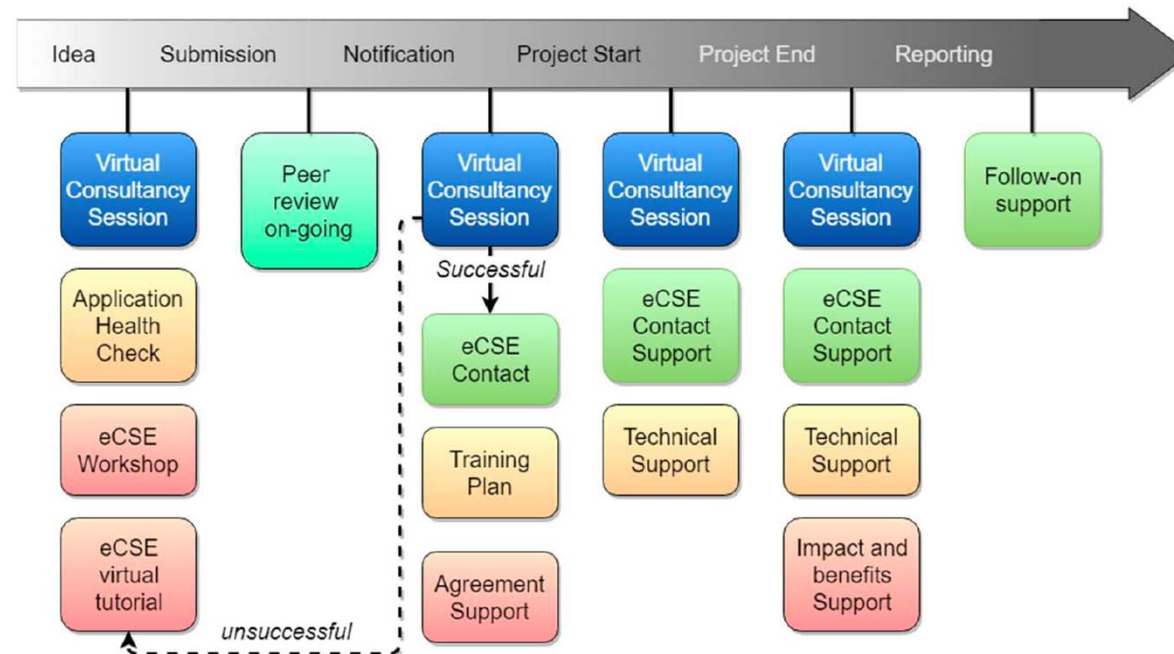 Idea Submission Notification Project Start Project End Reporting
Virtual
Consultancy
Session
Application
Health
Check
eCSE
Workshop
eCSE
virtual
tutorial
Peer
review
on-going
Virtual
Consultancy
Session
Successful
eCSE
Contact
Training
Plan
Agreement
Support
unsuccessful
Virtual
Consultancy
Session
eCSE
Contact
Support
Technical
Support
Virtual
Consultancy
Session
eCSE
Contact
Support
Technical
Support
Impact and
benefits
Support
Follow-on
support